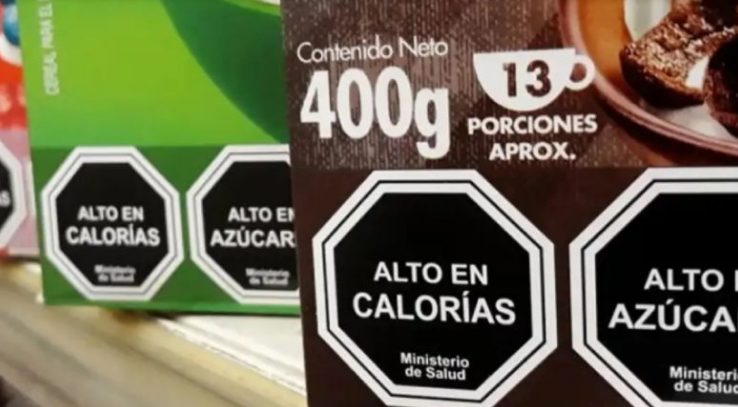 CEREAL PARA EL
ALTO EN
CALORÍAS
Ministerio
de Salud
ALTO EN
AZÚCAR
Ministerio
de Salud
Contenido Neto
400g
13
PORCIONES
APROX.
ALTO EN
CALORÍAS
Ministerio
de Salud
ALTO
AZÚCA
Ministerio
de Salud